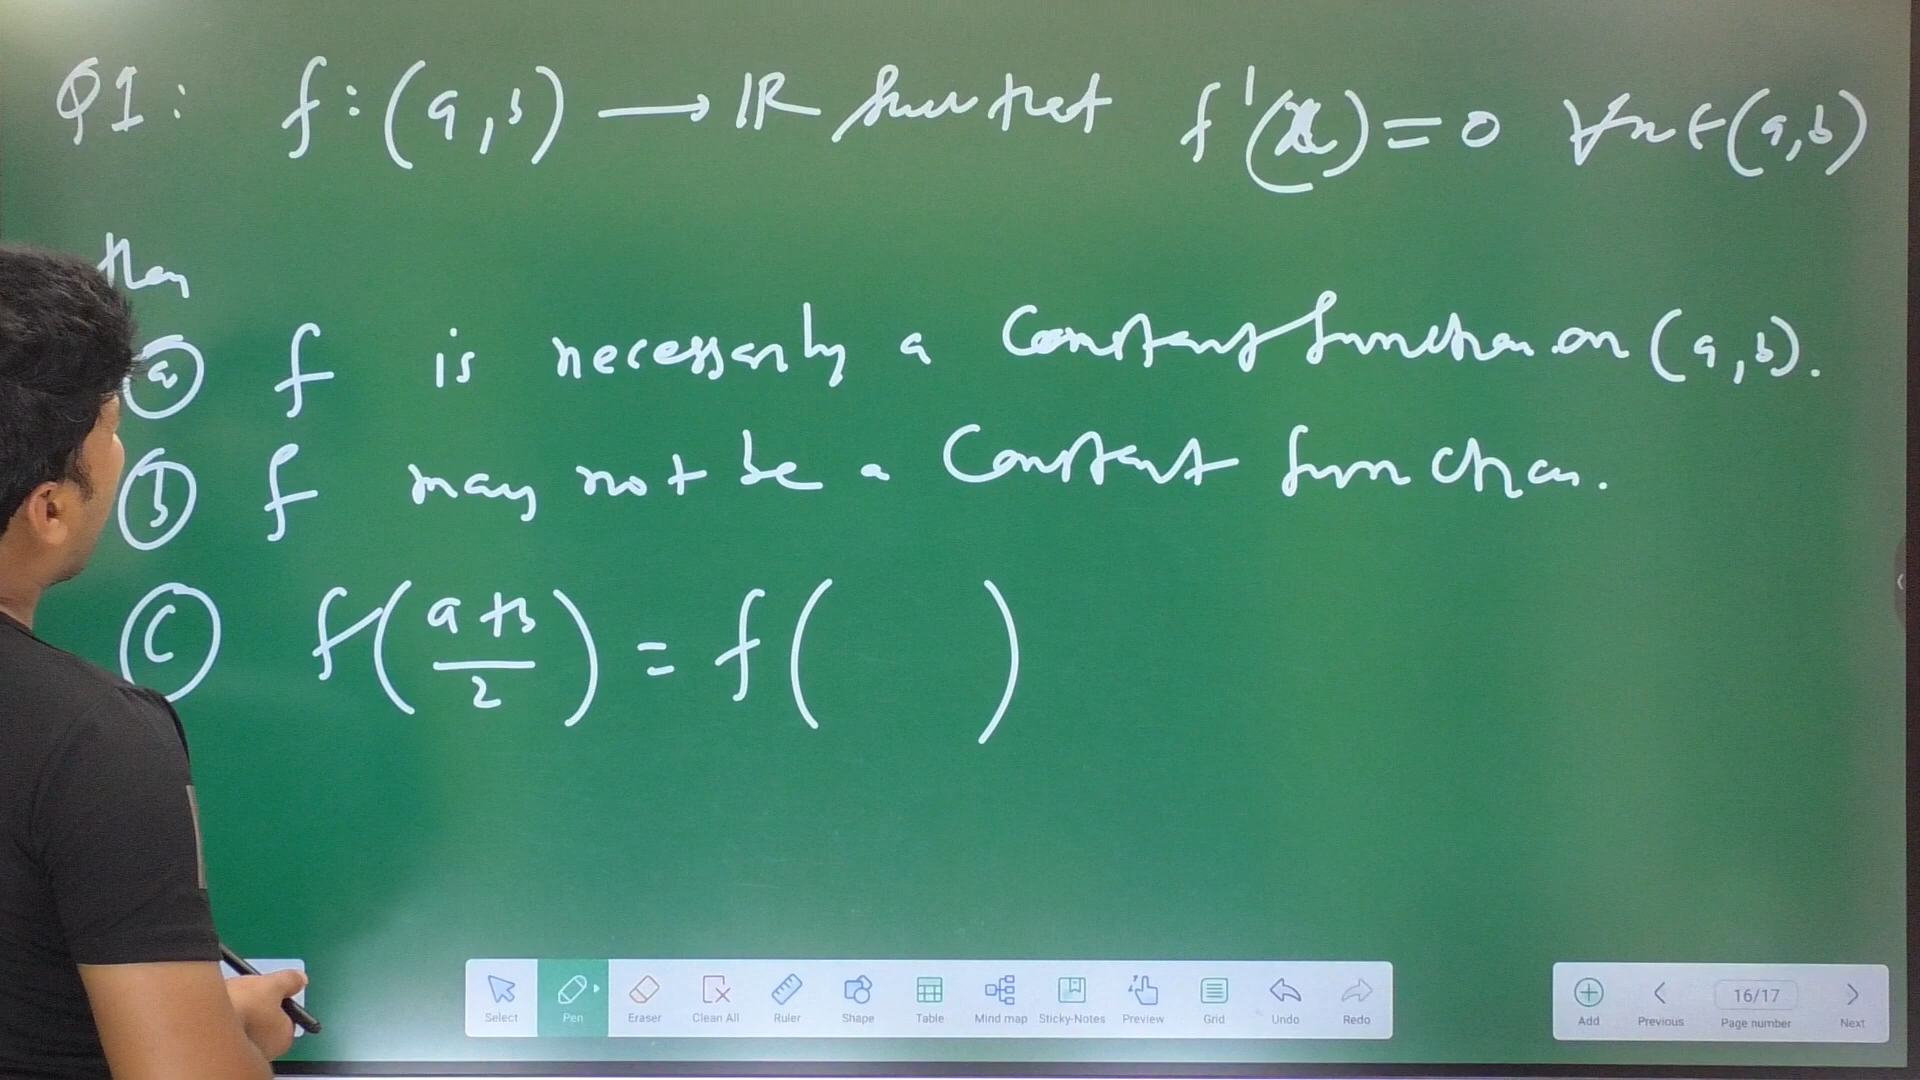 Q1: f:(a,b) → IR such that f'(x)=0 ∀x∈(a,b)
then
(a) f is necessarily a Constant function on (a,b).
(b) f may not be a Constant function.
(c) f((a+b)/2) = f( )
Select Pen Eraser Clean All Ruler Shape Table Mind map Sticky-Notes Preview Grid Undo Redo
Add Previous 16/17 Page number Next